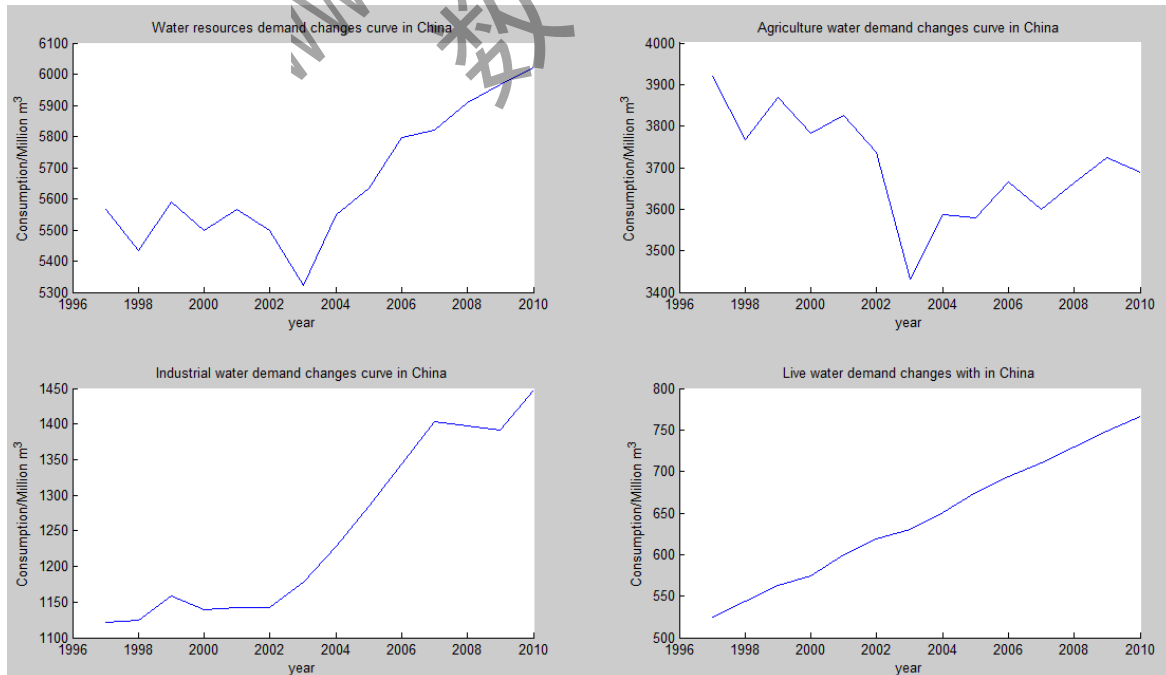 Water resources demand changes curve in China
6100
6000
5900
5800
5700
5600
5500
5400
5300
Consumption/Million m³
1996 1998 2000 2002 2004 2006 2008 2010
year
Agriculture water demand changes curve in China
4000
3900
3800
3700
3600
3500
3400
Consumption/Million m³
1996 1998 2000 2002 2004 2006 2008 2010
year
Industrial water demand changes curve in China
1450
1400
1350
1300
1250
1200
1150
1100
Consumption/Million m³
1996 1998 2000 2002 2004 2006 2008 2010
year
Live water demand changes with in China
800
750
700
650
600
550
500
Consumption/Million m³
1996 1998 2000 2002 2004 2006 2008 2010
year
数